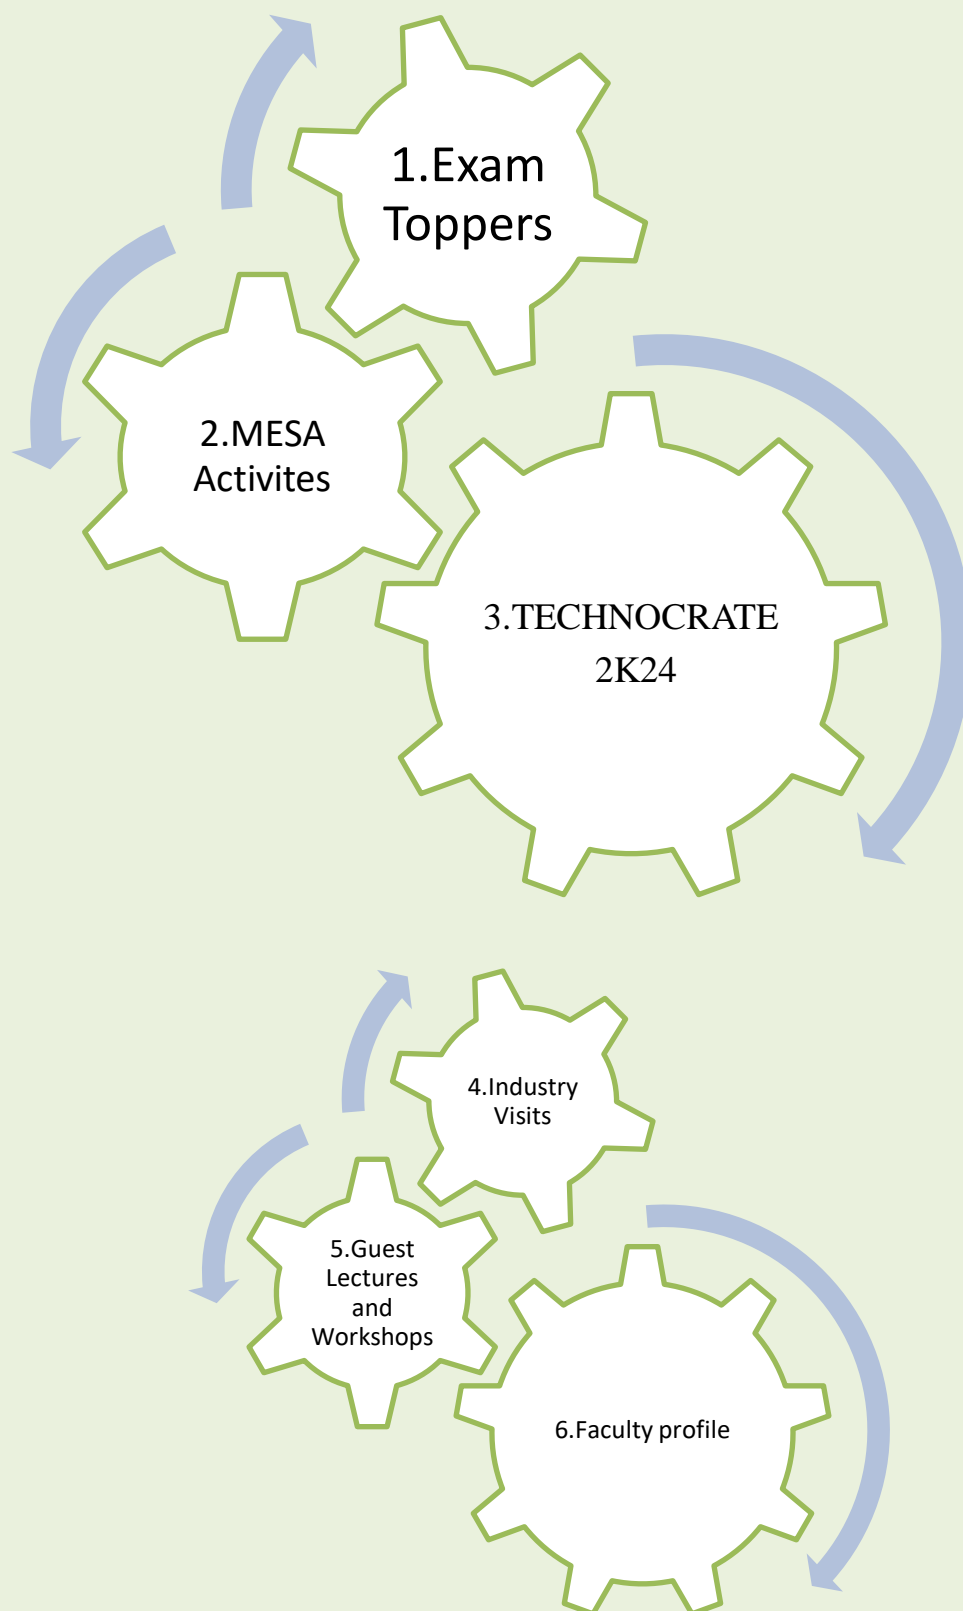 1.Exam
Toppers
2.MESA
Activites
3.TECHNOCRATE
2K24
4.Industry
Visits
5.Guest
Lectures
and
Workshops
6.Faculty profile